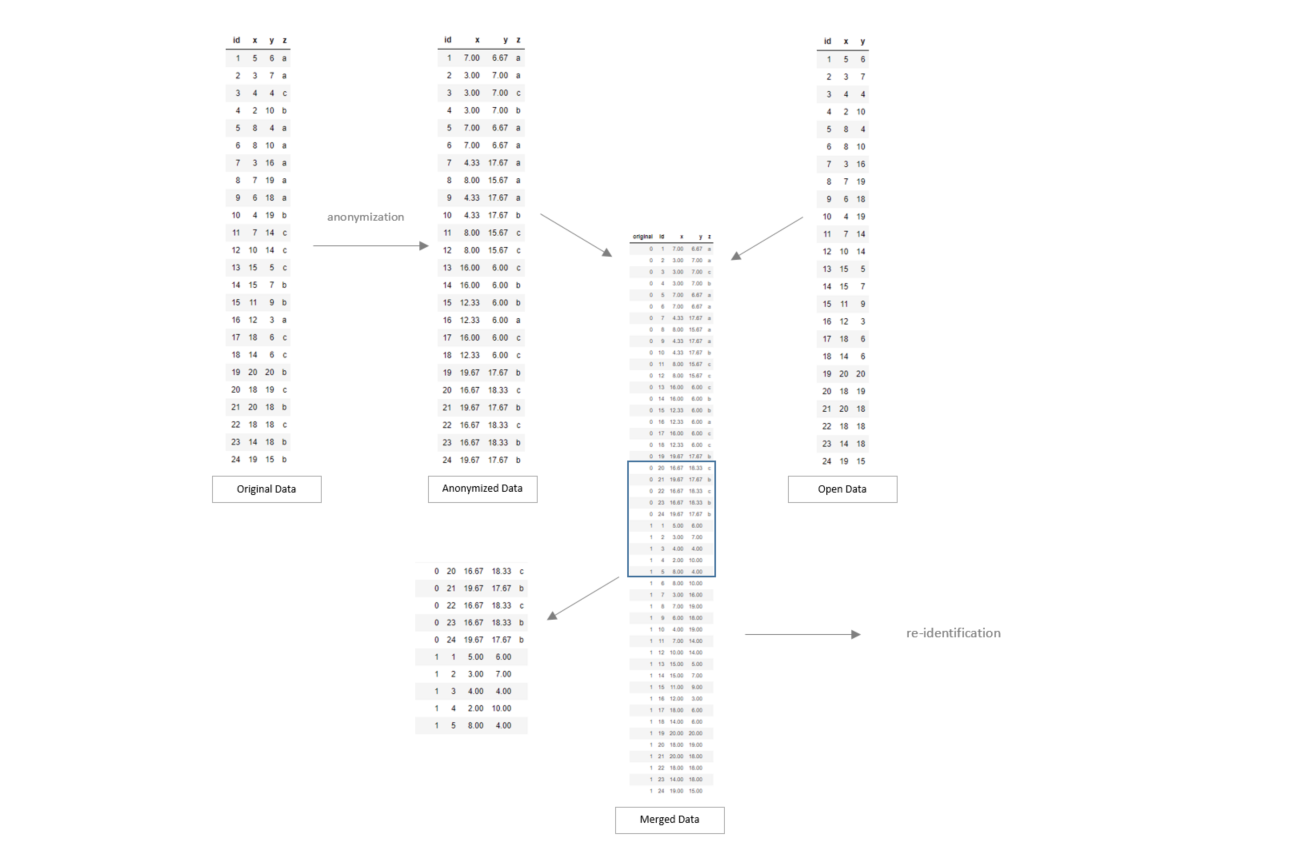 id x y z
1 5 6 a
2 3 7 a
3 4 4 c
4 2 10 b
5 8 4 a
6 8 10 a
7 3 16 a
8 7 19 a
9 6 18 a
10 4 19 b
11 7 14 c
12 10 14 c
13 15 5 c
14 15 7 b
15 11 9 b
16 12 3 a
17 18 6 c
18 14 6 c
19 20 20 b
20 18 19 c
21 20 18 b
22 18 18 c
23 14 18 b
24 19 15 b
Original Data
anonymization
id x y z
1 7.00 6.67 a
2 3.00 7.00 a
3 3.00 7.00 c
4 3.00 7.00 b
5 7.00 6.67 a
6 7.00 6.67 a
7 4.33 17.67 a
8 8.00 15.67 a
9 4.33 17.67 a
10 4.33 17.67 b
11 8.00 15.67 c
12 8.00 15.67 c
13 16.00 6.00 c
14 16.00 6.00 b
15 12.33 6.00 b
16 12.33 6.00 a
17 16.00 6.00 c
18 12.33 6.00 c
19 19.67 17.67 b
20 16.67 18.33 c
21 19.67 17.67 b
22 16.67 18.33 c
23 16.67 18.33 b
24 19.67 17.67 b
Anonymized Data
id x y
1 5 6
2 3 7
3 4 4
4 2 10
5 8 4
6 8 10
7 3 16
8 7 19
9 6 18
10 4 19
11 7 14
12 10 14
13 15 5
14 15 7
15 11 9
16 12 3
17 18 6
18 14 6
19 20 20
20 18 19
21 20 18
22 18 18
23 14 18
24 19 15
Open Data
original id x y z
0 1 7.00 6.67 a
0 2 3.00 7.00 a
0 3 3.00 7.00 c
0 4 3.00 7.00 b
0 5 7.00 6.67 a
0 6 7.00 6.67 a
0 7 4.33 17.67 a
0 8 8.00 15.67 a
0 9 4.33 17.67 a
0 10 4.33 17.67 b
0 11 8.00 15.67 c
0 12 8.00 15.67 c
0 13 16.00 6.00 c
0 14 16.00 6.00 b
0 15 12.33 6.00 b
0 16 12.33 6.00 a
0 17 16.00 6.00 c
0 18 12.33 6.00 c
0 19 19.67 17.67 b
0 20 16.67 18.33 c
0 21 19.67 17.67 b
0 22 16.67 18.33 c
0 23 16.67 18.33 b
0 24 19.67 17.67 b
1 1 5.00 6.00
1 2 3.00 7.00
1 3 4.00 4.00
1 4 2.00 10.00
1 5 8.00 4.00
1 6 8.00 10.00
1 7 3.00 16.00
1 8 7.00 19.00
1 9 6.00 18.00
1 10 4.00 19.00
1 11 7.00 14.00
1 12 10.00 14.00
1 13 15.00 5.00
1 14 15.00 7.00
1 15 11.00 9.00
1 16 12.00 3.00
1 17 18.00 6.00
1 18 14.00 6.00
1 19 20.00 20.00
1 20 18.00 19.00
1 21 20.00 18.00
1 22 18.00 18.00
1 23 14.00 18.00
1 24 19.00 15.00
Merged Data
0 20 16.67 18.33 c
0 21 19.67 17.67 b
0 22 16.67 18.33 c
0 23 16.67 18.33 b
0 24 19.67 17.67 b
1 1 5.00 6.00
1 2 3.00 7.00
1 3 4.00 4.00
1 4 2.00 10.00
1 5 8.00 4.00
re-identification